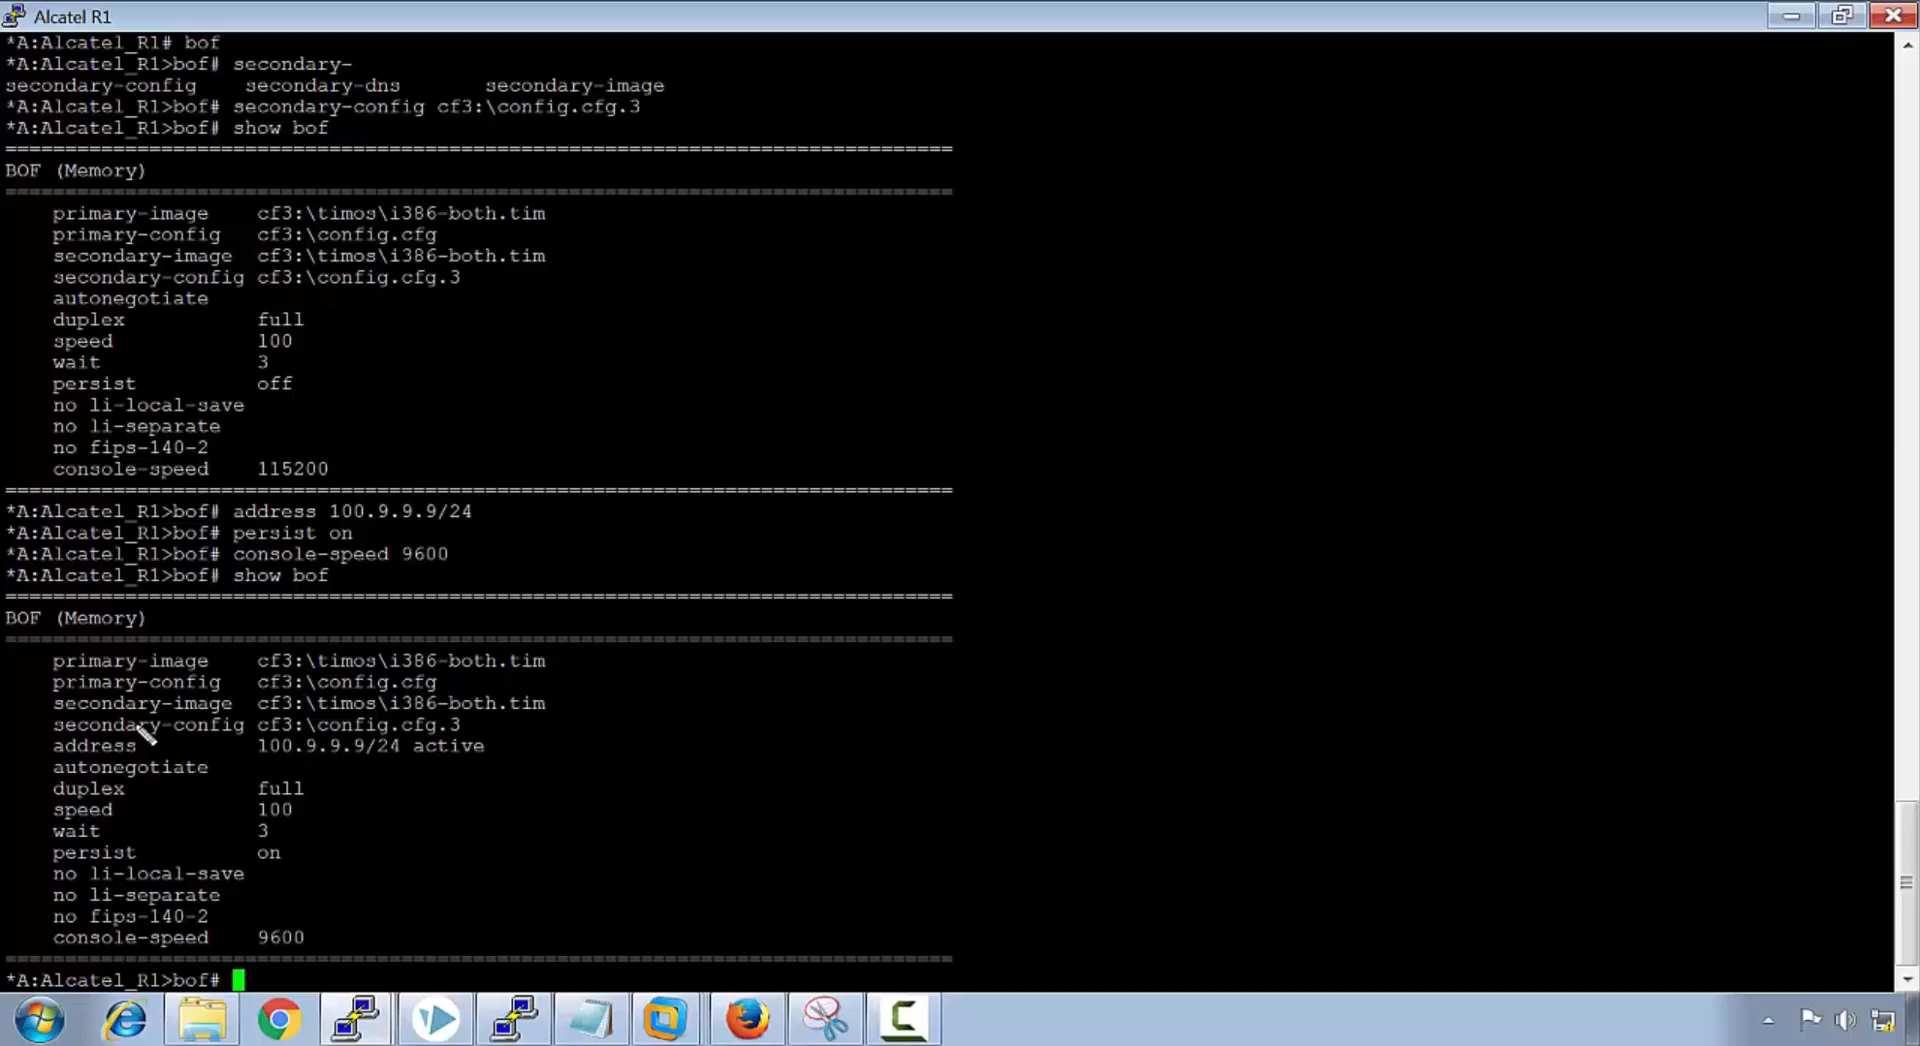 Alcatel R1
*A:Alcatel_R1# bof
*A:Alcatel_R1>bof# secondary-
secondary-config    secondary-dns       secondary-image
*A:Alcatel_R1>bof# secondary-config cf3:\config.cfg.3
*A:Alcatel_R1>bof# show bof
===============================================================================
BOF (Memory)
===============================================================================
    primary-image    cf3:\timos\i386-both.tim
    primary-config   cf3:\config.cfg
    secondary-image  cf3:\timos\i386-both.tim
    secondary-config cf3:\config.cfg.3
    autonegotiate
    duplex           full
    speed            100
    wait             3
    persist          off
    no li-local-save
    no li-separate
    no fips-140-2
    console-speed    115200
===============================================================================
*A:Alcatel_R1>bof# address 100.9.9.9/24
*A:Alcatel_R1>bof# persist on
*A:Alcatel_R1>bof# console-speed 9600
*A:Alcatel_R1>bof# show bof
===============================================================================
BOF (Memory)
===============================================================================
    primary-image    cf3:\timos\i386-both.tim
    primary-config   cf3:\config.cfg
    secondary-image  cf3:\timos\i386-both.tim
    secondary-config cf3:\config.cfg.3
    address          100.9.9.9/24 active
    autonegotiate
    duplex           full
    speed            100
    wait             3
    persist          on
    no li-local-save
    no li-separate
    no fips-140-2
    console-speed    9600
===============================================================================
*A:Alcatel_R1>bof#